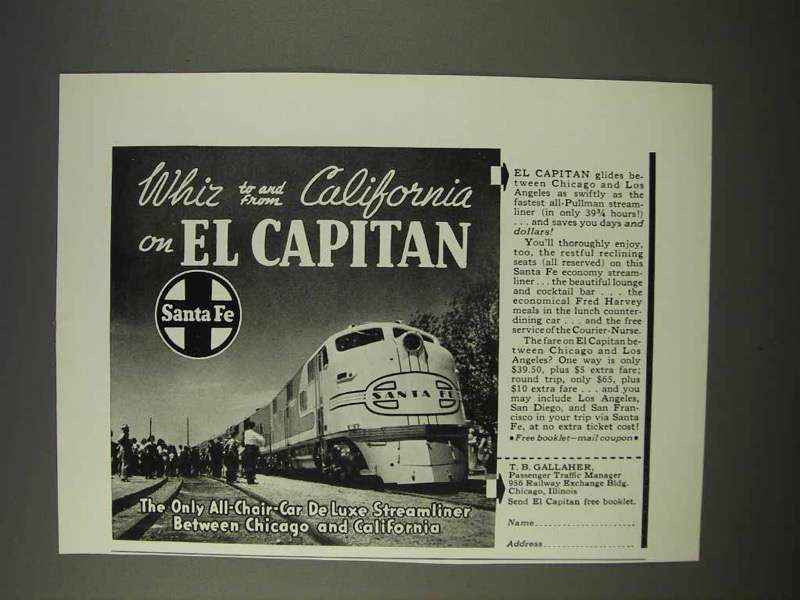 Whiz to and from California
on EL CAPITAN
Santa Fe
SANTA FE
The Only All-Chair-Car De Luxe Streamliner
Between Chicago and California
EL CAPITAN glides be-
tween Chicago and Los
Angeles as swiftly as the
fastest all-Pullman stream-
liner (in only 39¾ hours!)
. . . and saves you days and
dollars!
You'll thoroughly enjoy,
too, the restful reclining
seats (all reserved) on this
Santa Fe economy stream-
liner . . . the beautiful lounge
and cocktail bar . . . the
economical Fred Harvey
meals in the lunch counter-
dining car . . . and the free
service of the Courier-Nurse.
The fare on El Capitan be-
tween Chicago and Los
Angeles? One way is only
$39.50, plus $5 extra fare;
round trip, only $65, plus
$10 extra fare . . . and you
may include Los Angeles,
San Diego, and San Fran-
cisco in your trip via Santa
Fe, at no extra ticket cost!
• Free booklet—mail coupon •
T. B. GALLAHER,
Passenger Traffic Manager
956 Railway Exchange Bldg.
Chicago, Illinois
Send El Capitan free booklet.
Name
Address